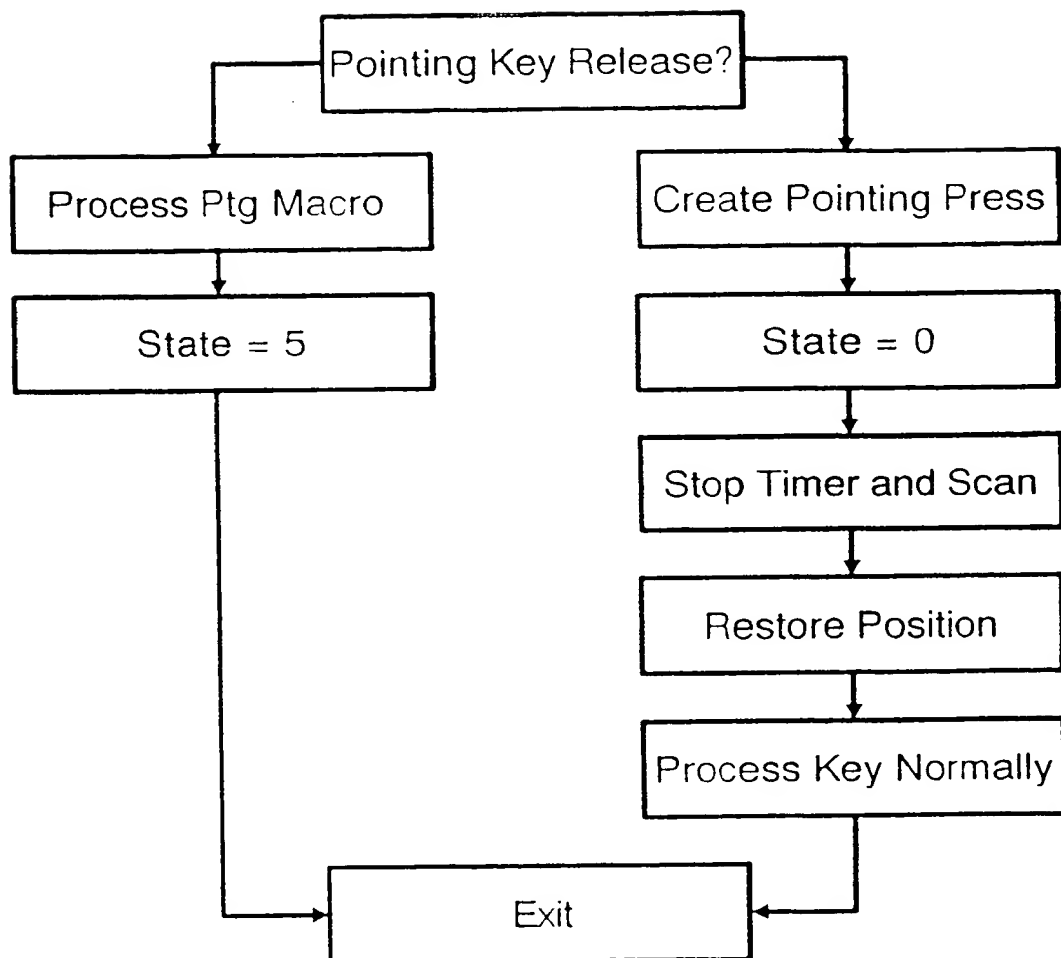 Pointing Key Release?
Process Ptg Macro
State = 5
Create Pointing Press
State = 0
Stop Timer and Scan
Restore Position
Process Key Normally
Exit